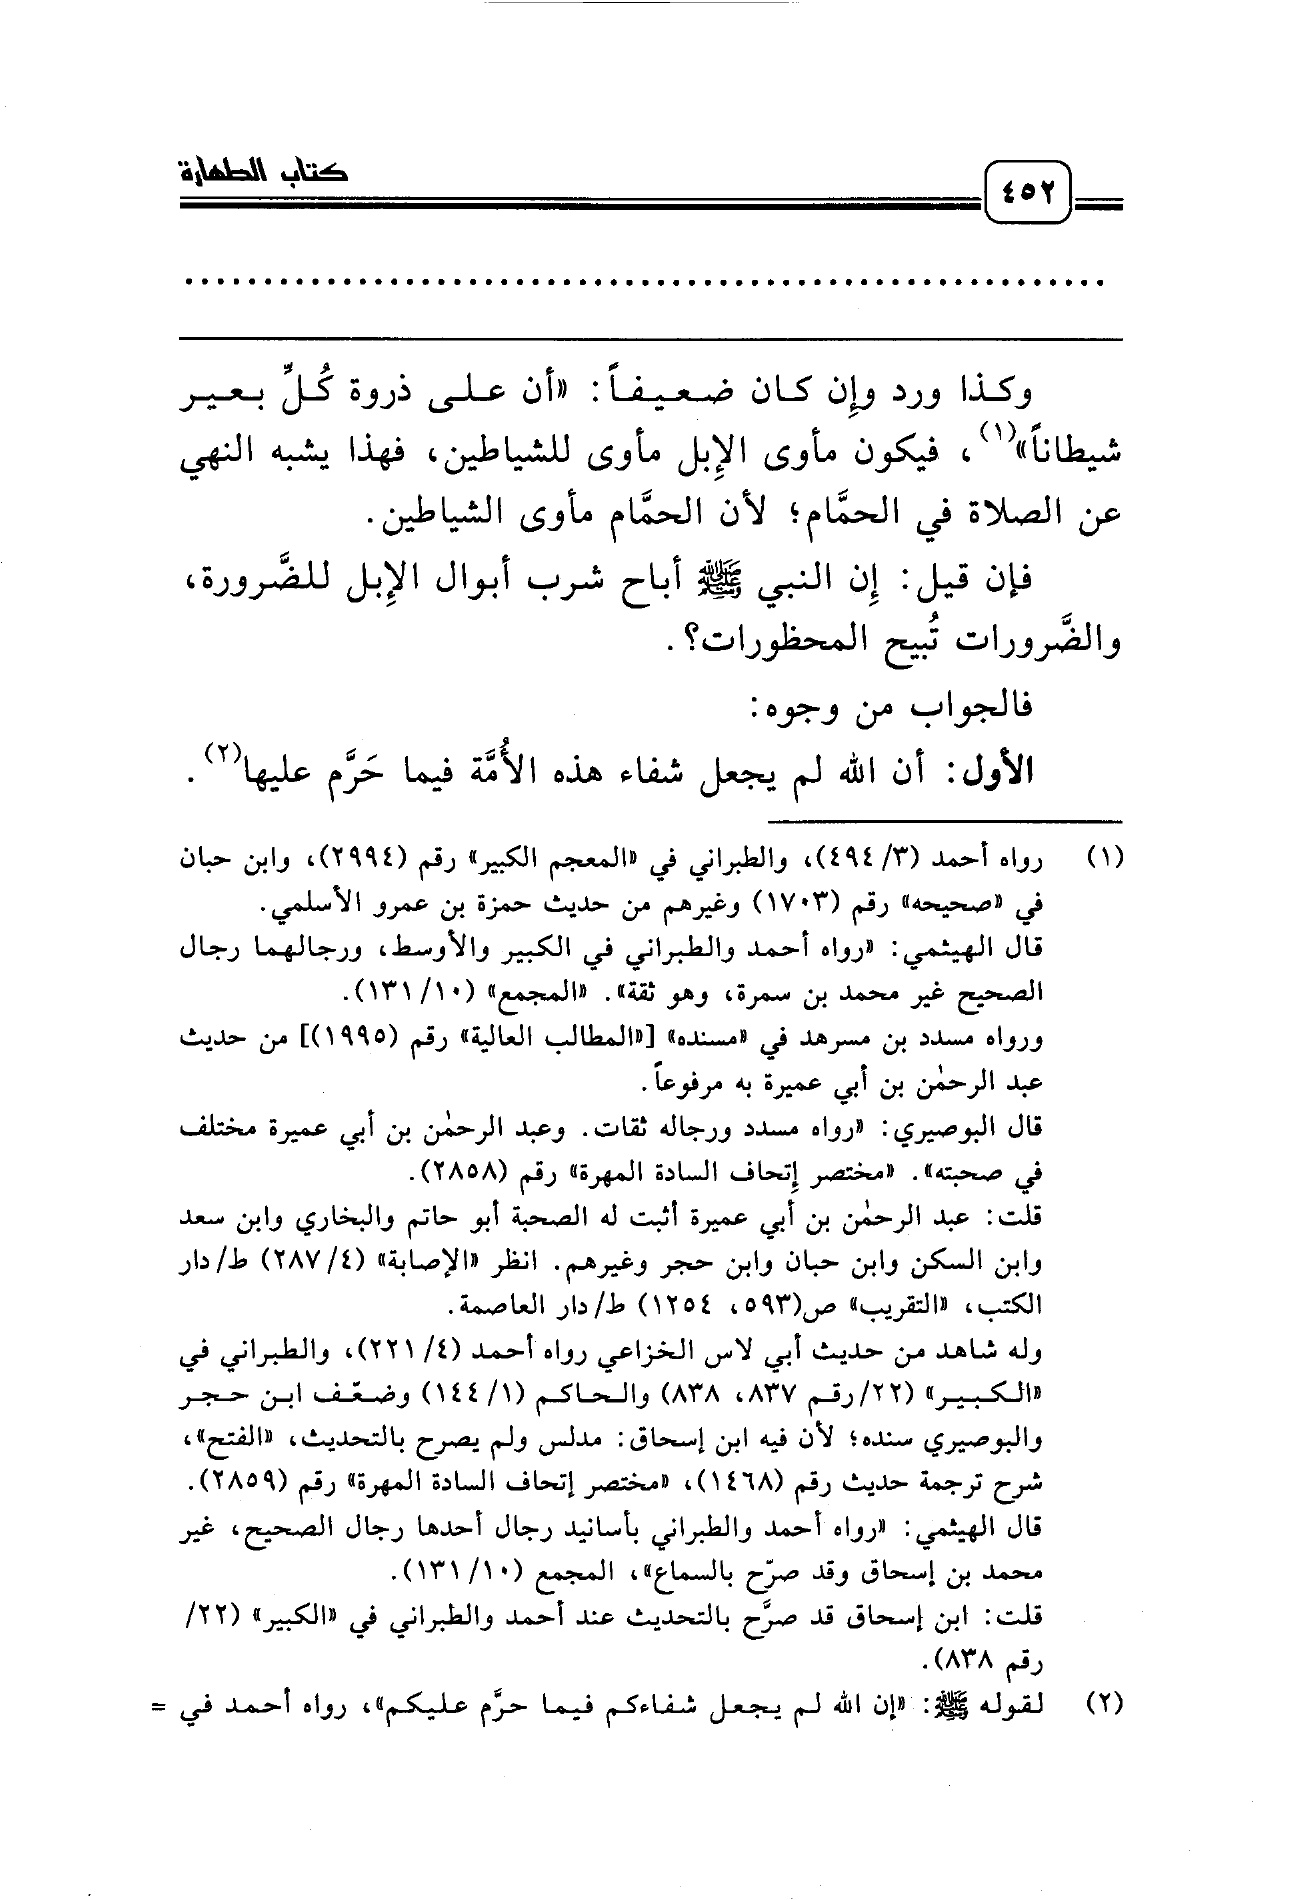 كتاب الطهارة
٤٥٢
وكذا ورد وإِن كان ضعيفاً: «أن على ذروة كُلِّ بعير
شيطاناً»(١)، فيكون مأوى الإِبل مأوى للشياطين، فهذا يشبه النهي
عن الصلاة في الحمَّام؛ لأن الحمَّام مأوى الشياطين.
فإن قيل: إِن النبي ﷺ أباح شرب أبوال الإِبل للضَّرورة،
والضَّرورات تُبيح المحظورات؟.
فالجواب من وجوه:
الأول: أن الله لم يجعل شفاء هذه الأُمَّة فيما حَرَّم عليها(٢).
(١) رواه أحمد (٣/ ٤٩٤)، والطبراني في «المعجم الكبير» رقم (٢٩٩٤)، وابن حبان
في «صحيحه» رقم (١٧٠٣) وغيرهم من حديث حمزة بن عمرو الأسلمي.
قال الهيثمي: «رواه أحمد والطبراني في الكبير والأوسط، ورجالهما رجال
الصحيح غير محمد بن سمرة، وهو ثقة». «المجمع» (١٠/ ١٣١).
ورواه مسدد بن مسرهد في «مسنده» [«المطالب العالية» رقم (١٩٩٥)] من حديث
عبد الرحمٰن بن أبي عميرة به مرفوعاً.
قال البوصيري: «رواه مسدد ورجاله ثقات. وعبد الرحمٰن بن أبي عميرة مختلف
في صحبته». «مختصر إِتحاف السادة المهرة» رقم (٢٨٥٨).
قلت: عبد الرحمٰن بن أبي عميرة أثبت له الصحبة أبو حاتم والبخاري وابن سعد
وابن السكن وابن حبان وابن حجر وغيرهم. انظر «الإصابة» (٤/ ٢٨٧) ط/دار
الكتب، «التقريب» ص(٥٩٣، ١٢٥٤) ط/دار العاصمة.
وله شاهد من حديث أبي لاس الخزاعي رواه أحمد (٤/ ٢٢١)، والطبراني في
«الكبير» (٢٢/رقم ٨٣٧، ٨٣٨) والحاكم (١/ ١٤٤) وضعّف ابن حجر
والبوصيري سنده؛ لأن فيه ابن إسحاق: مدلس ولم يصرح بالتحديث، «الفتح»،
شرح ترجمة حديث رقم (١٤٦٨)، «مختصر إتحاف السادة المهرة» رقم (٢٨٥٩).
قال الهيثمي: «رواه أحمد والطبراني بأسانيد رجال أحدها رجال الصحيح، غير
محمد بن إسحاق وقد صرّح بالسماع»، المجمع (١٠/ ١٣١).
قلت: ابن إسحاق قد صرَّح بالتحديث عند أحمد والطبراني في «الكبير» (٢٢/
رقم ٨٣٨).
(٢) لقوله ﷺ: «إن الله لم يجعل شفاءكم فيما حرَّم عليكم»، رواه أحمد في =